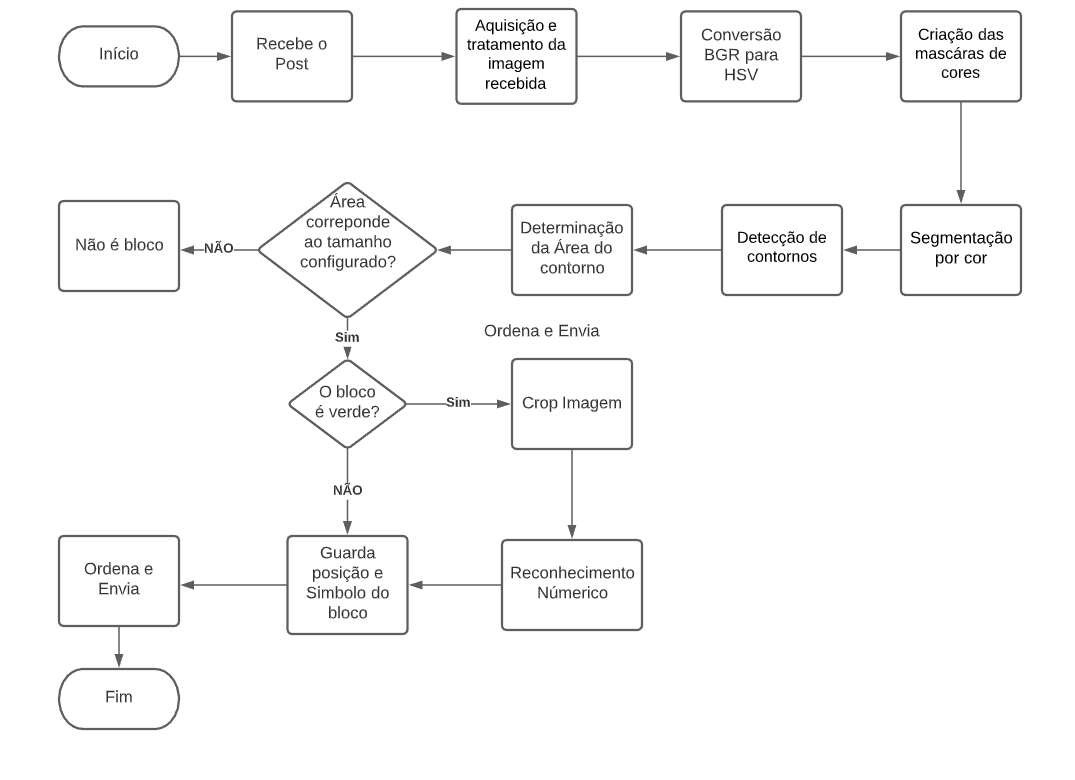 Início
Recebe o
Post
Aquisição e
tratamento da
imagem
recebida
Conversão
BGR para
HSV
Criação das
mascáras de
cores
Segmentação
por cor
Detecção de
contornos
Determinação
da Área do
contorno
Área
correponde
ao tamanho
configurado?
NÃO
Não é bloco
Sim
Ordena e Envia
O bloco
é verde?
Sim
Crop Imagem
NÃO
Reconhecimento
Númerico
Guarda
posição e
Simbolo do
bloco
Ordena e
Envia
Fim